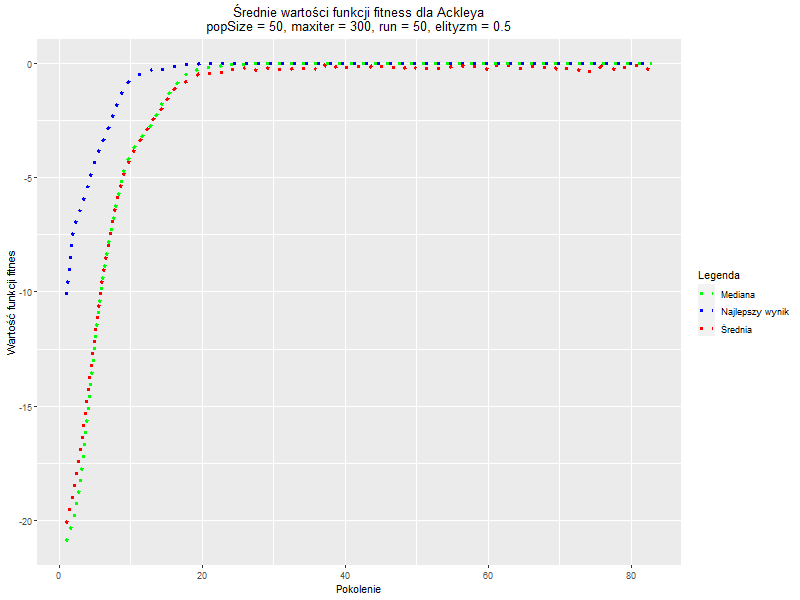 Średnie wartości funkcji fitness dla Ackleya
popSize = 50, maxiter = 300, run = 50, elityzm = 0.5
Wartość funkcji fitnes
0
-5
-10
-15
-20
0
20
40
60
80
Pokolenie
Legenda
Mediana
Najlepszy wynik
Średnia